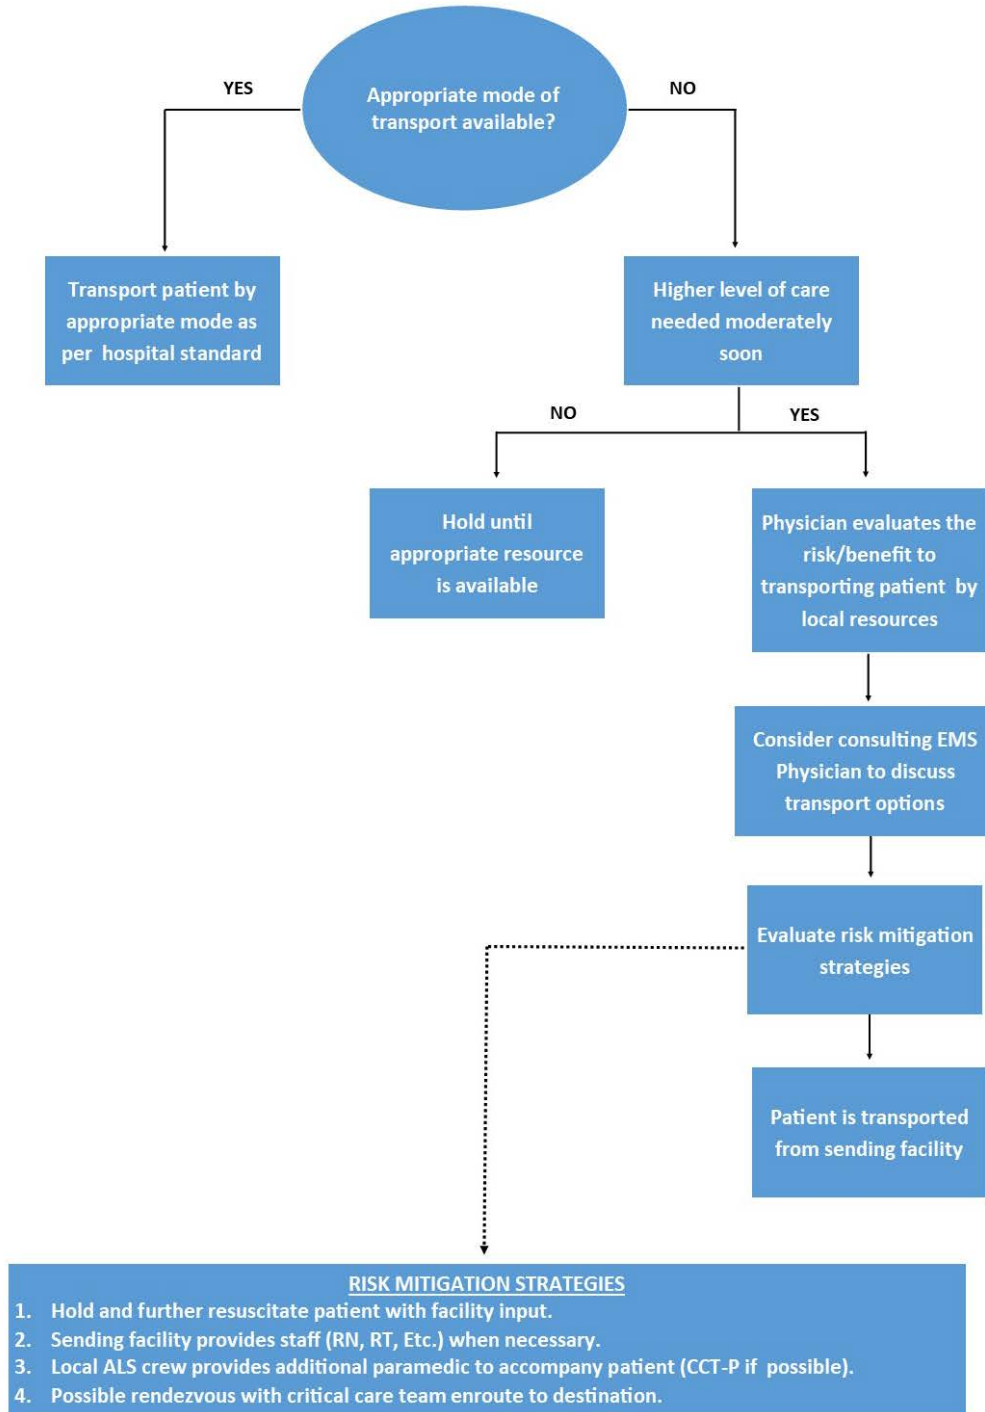 Appropriate mode of
transport available?
YES
NO
Transport patient by
appropriate mode as
per hospital standard
Higher level of care
needed moderately
soon
NO
YES
Hold until
appropriate resource
is available
Physician evaluates the
risk/benefit to
transporting patient by
local resources
Consider consulting EMS
Physician to discuss
transport options
Evaluate risk mitigation
strategies
Patient is transported
from sending facility
RISK MITIGATION STRATEGIES
1. Hold and further resuscitate patient with facility input.
2. Sending facility provides staff (RN, RT, Etc.) when necessary.
3. Local ALS crew provides additional paramedic to accompany patient (CCT-P if possible).
4. Possible rendezvous with critical care team enroute to destination.